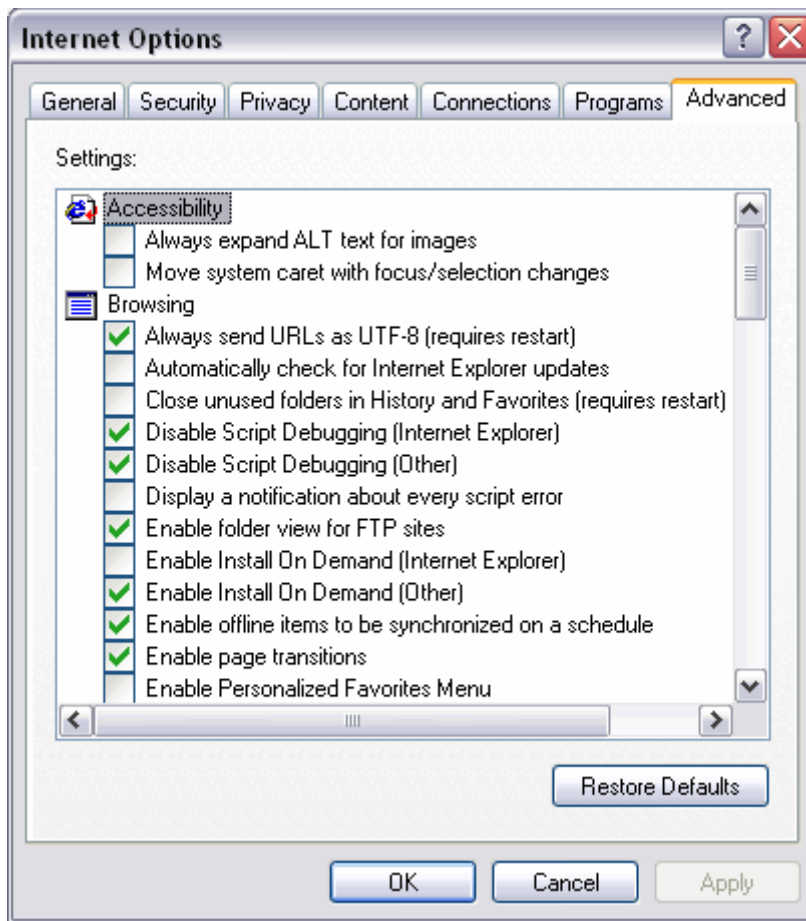 Internet Options
General Security Privacy Content Connections Programs Advanced
Settings:
Accessibility
Always expand ALT text for images
Move system caret with focus/selection changes
Browsing
Always send URLs as UTF-8 (requires restart)
Automatically check for Internet Explorer updates
Close unused folders in History and Favorites (requires restart)
Disable Script Debugging (Internet Explorer)
Disable Script Debugging (Other)
Display a notification about every script error
Enable folder view for FTP sites
Enable Install On Demand (Internet Explorer)
Enable Install On Demand (Other)
Enable offline items to be synchronized on a schedule
Enable page transitions
Enable Personalized Favorites Menu
Restore Defaults
OK Cancel Apply